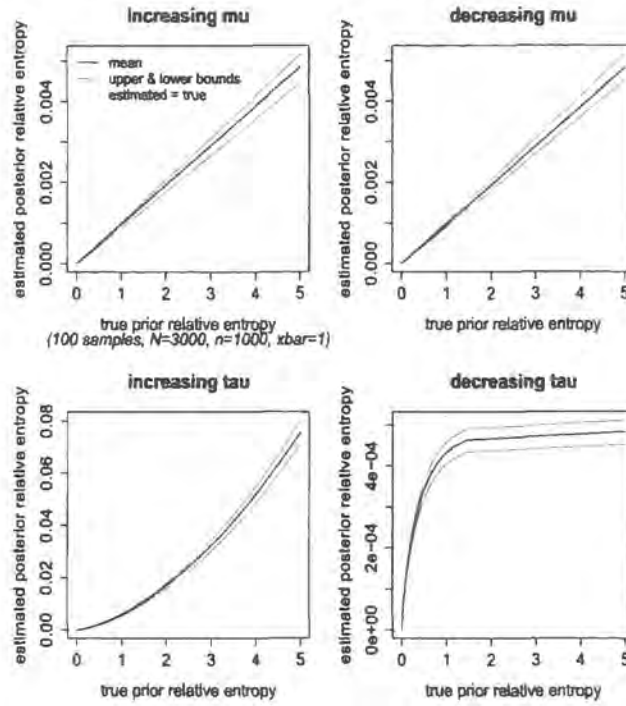 increasing mu
estimated posterior relative entropy
0.000 0.002 0.004
mean
upper & lower bounds
estimated = true
0 1 2 3 4 5
true prior relative entropy
decreasing mu
estimated posterior relative entropy
0.000 0.002 0.004
0 1 2 3 4 5
true prior relative entropy
(100 samples, N=3000, n=1000, xbar=1)
increasing tau
estimated posterior relative entropy
0.00 0.02 0.04 0.06 0.08
0 1 2 3 4 5
true prior relative entropy
decreasing tau
estimated posterior relative entropy
0e+00 2e-04 4e-04
0 1 2 3 4 5
true prior relative entropy